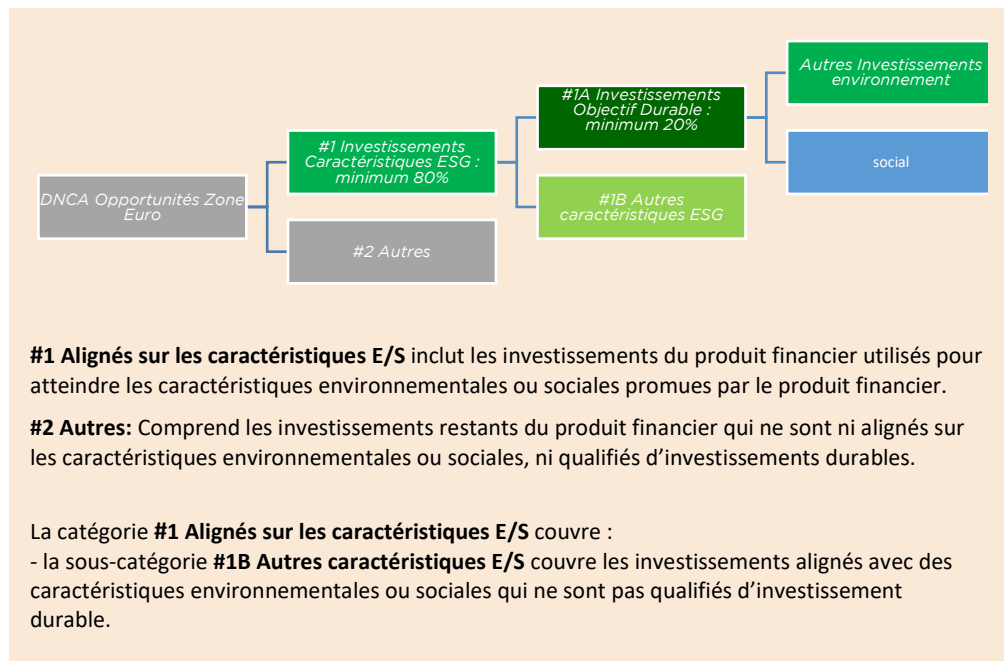 Autres Investissements
environnement
#1A Investissements
Objectif Durable :
minimum 20%
#1 Investissements
Caractéristiques ESG :
minimum 80%
social
DNCA Opportunités Zone
Euro
#1B Autres
caractéristiques ESG
#2 Autres
#1 Alignés sur les caractéristiques E/S inclut les investissements du produit financier utilisés pour
atteindre les caractéristiques environnementales ou sociales promues par le produit financier.
#2 Autres: Comprend les investissements restants du produit financier qui ne sont ni alignés sur
les caractéristiques environnementales ou sociales, ni qualifiés d’investissements durables.
La catégorie #1 Alignés sur les caractéristiques E/S couvre :
- la sous-catégorie #1B Autres caractéristiques E/S couvre les investissements alignés avec des
caractéristiques environnementales ou sociales qui ne sont pas qualifiés d’investissement
durable.